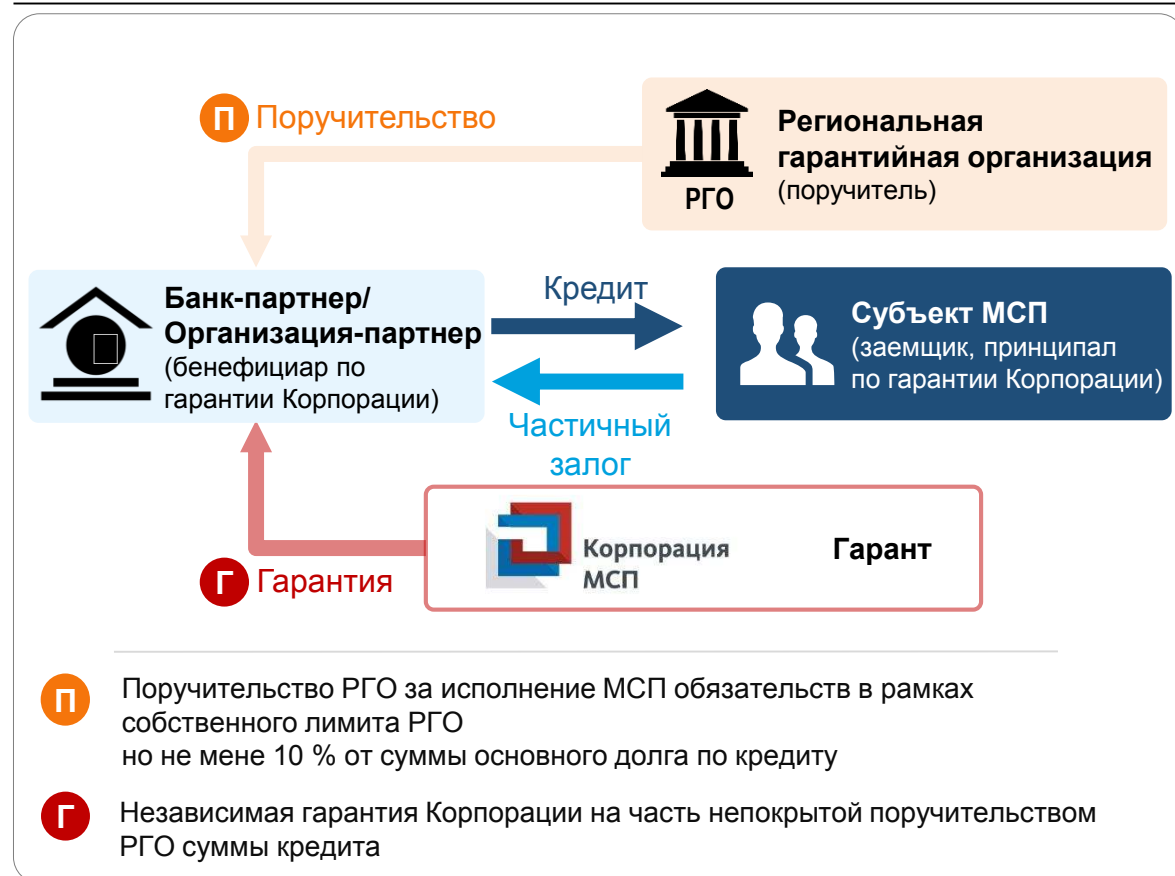 П Поручительство
Региональная
гарантийная организация
(поручитель)
РГО
Банк-партнер/
Организация-партнер
(бенефициар по
гарантии Корпорации)
Кредит
Частичный
залог
Субъект МСП
(заемщик, принципал
по гарантии Корпорации)
Корпорация
МСП
Гарант
Г Гарантия
П
Поручительство РГО за исполнение МСП обязательств в рамках
собственного лимита РГО
но не мене 10 % от суммы основного долга по кредиту
Г
Независимая гарантия Корпорации на часть непокрытой поручительством
РГО суммы кредита